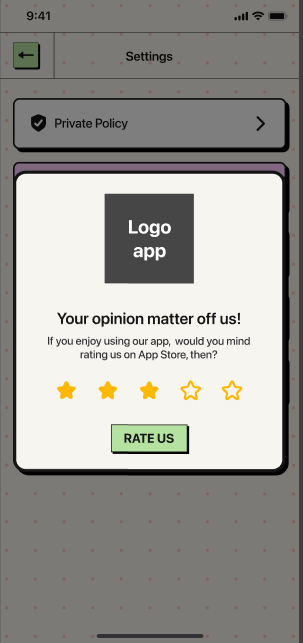 9:41
Settings
Private Policy
Logo
app
Your opinion matter off us!
If you enjoy using our app, would you mind
rating us on App Store, then?
RATE US